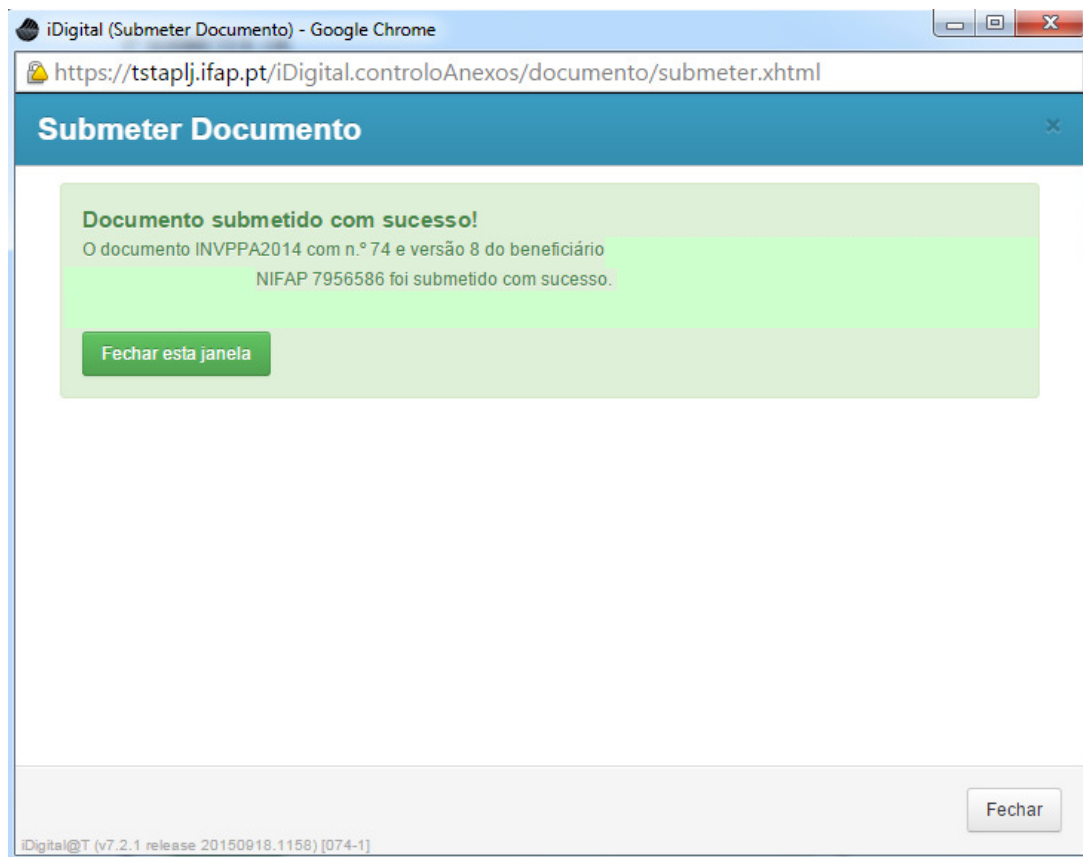 iDigital (Submeter Documento) - Google Chrome
https://tstaplj.ifap.pt/iDigital.controloAnexos/documento/submeter.xhtml
Submeter Documento
Documento submetido com sucesso!
O documento INVPPA2014 com n.º 74 e versão 8 do beneficiário
NIFAP 7956586 foi submetido com sucesso.
Fechar esta janela
Fechar
iDigital@T (v7.2.1 release 20150918.1158) [074-1]